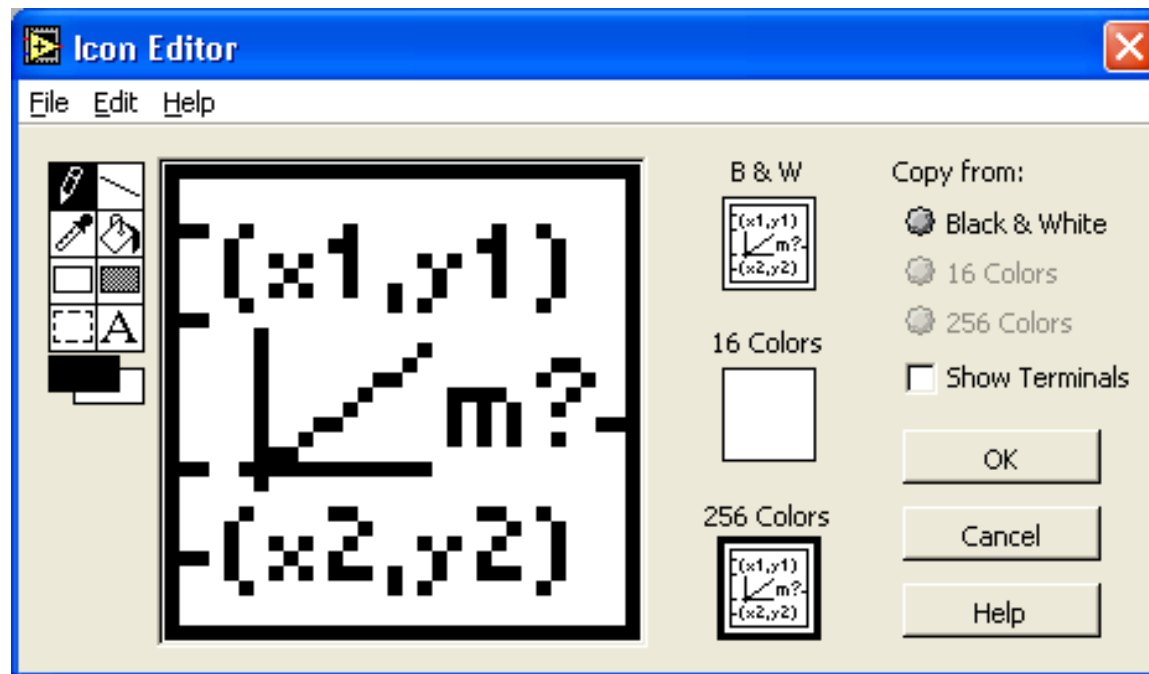 Icon Editor
File Edit Help
(x1,y1)
m?
(x2,y2)
A
B & W
(x1,y1)
m?
(x2,y2)
16 Colors
256 Colors
(x1,y1)
m?
(x2,y2)
Copy from:
Black & White
16 Colors
256 Colors
Show Terminals
OK
Cancel
Help